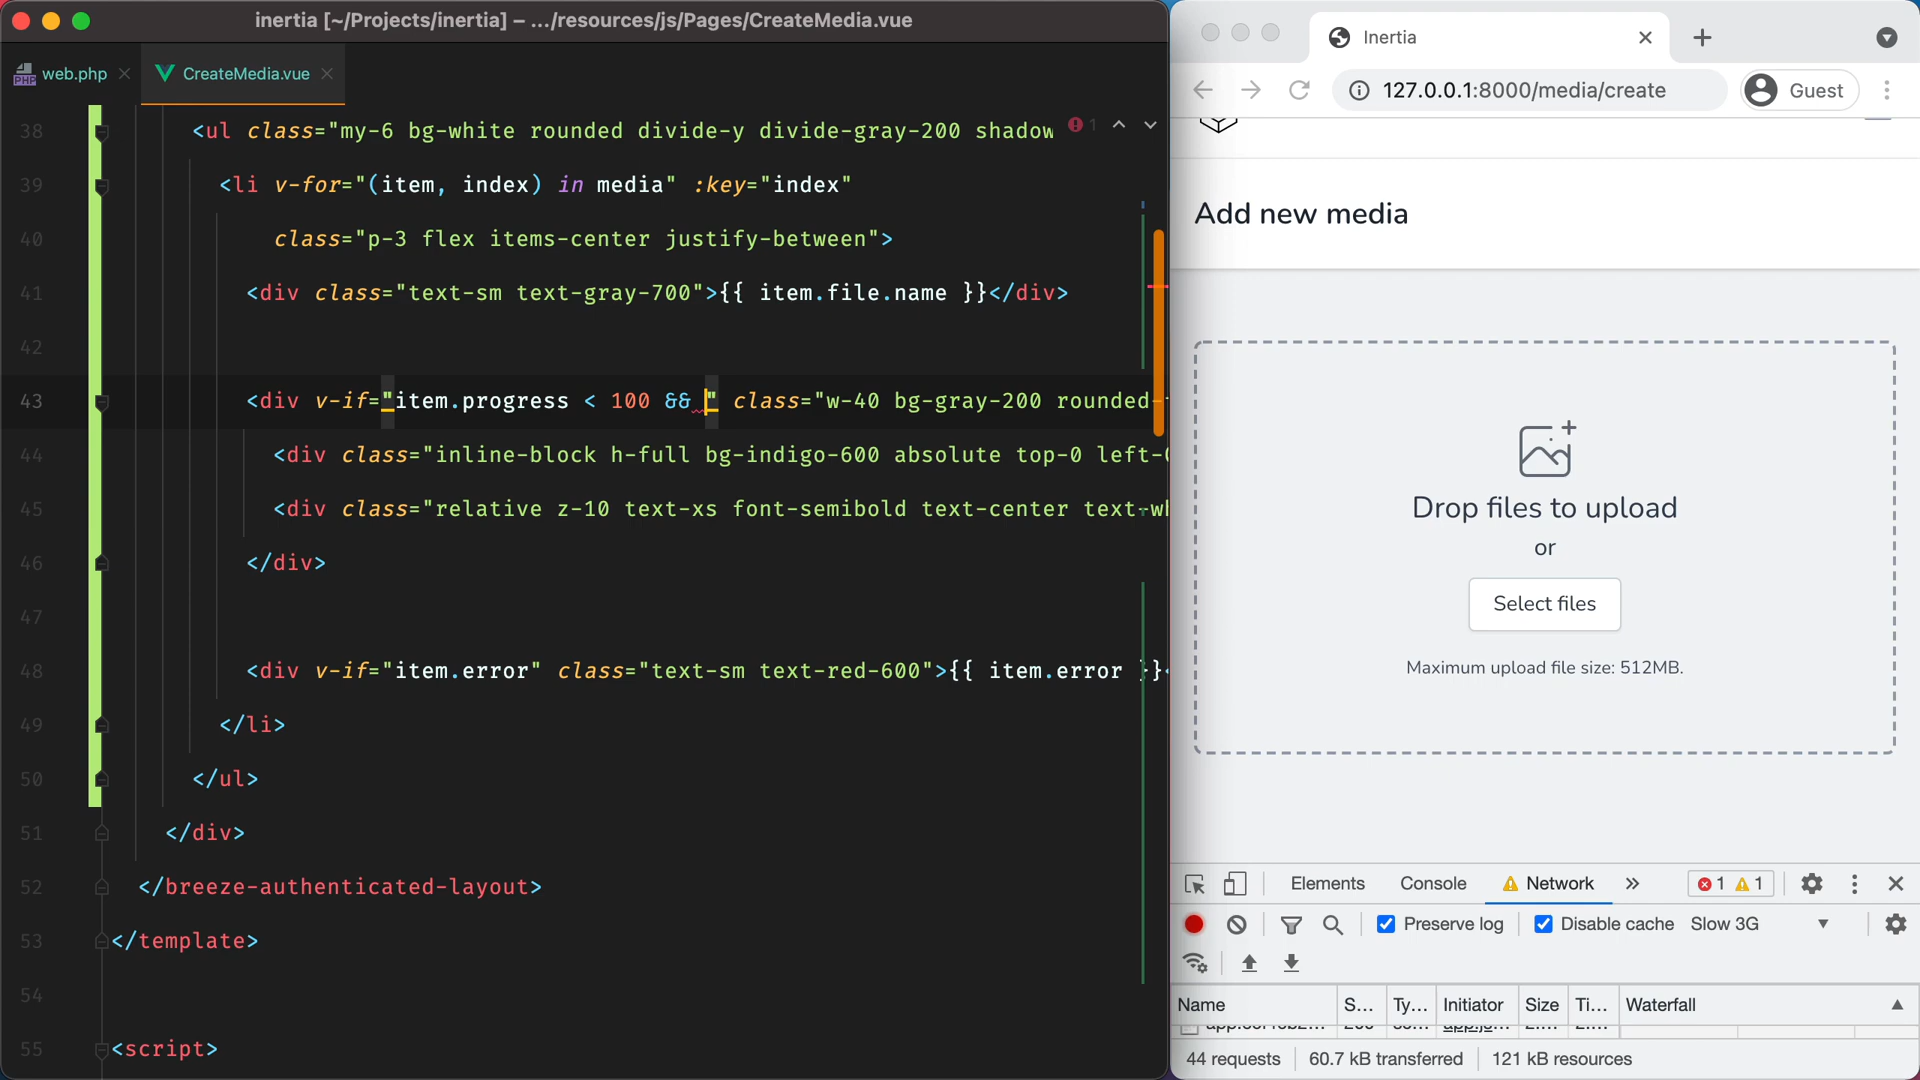 inertia [~/Projects/inertia] – .../resources/js/Pages/CreateMedia.vue
web.php
CreateMedia.vue
38 <ul class="my-6 bg-white rounded divide-y divide-gray-200 shadow
1
39 <li v-for="(item, index) in media" :key="index"
40 class="p-3 flex items-center justify-between">
41 <div class="text-sm text-gray-700">{{ item.file.name }}</div>
42
43 <div v-if="item.progress < 100 && " class="w-40 bg-gray-200 rounded-
44 <div class="inline-block h-full bg-indigo-600 absolute top-0 left-0
45 <div class="relative z-10 text-xs font-semibold text-center text-wh
46 </div>
47
48 <div v-if="item.error" class="text-sm text-red-600">{{ item.error }}<
49 </li>
50 </ul>
51 </div>
52 </breeze-authenticated-layout>
53 </template>
54
55 <script>
Inertia
127.0.0.1:8000/media/create
Guest
Add new media
Drop files to upload
or
Select files
Maximum upload file size: 512MB.
Elements Console Network » 1 1
Preserve log Disable cache Slow 3G
Name S... Ty... Initiator Size Ti... Waterfall
44 requests 60.7 kB transferred 121 kB resources